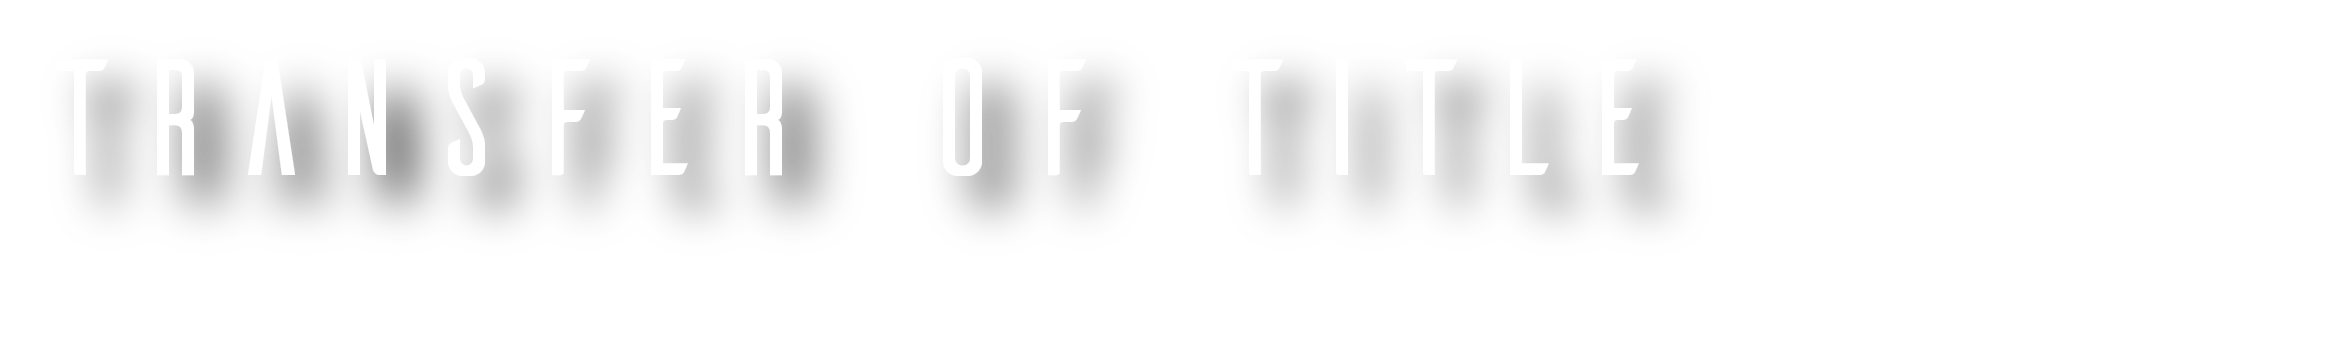 TRANSFER OF TITLE